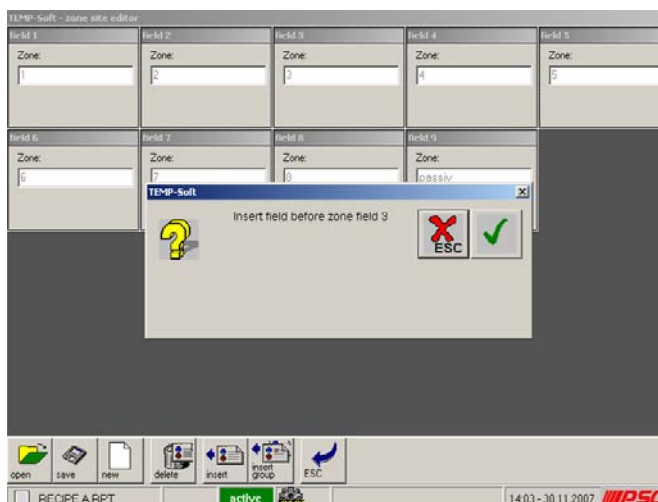 TEMP-Soft - zone site editor
field 1 field 2 field 3 field 4 field 5
Zone: Zone: Zone: Zone: Zone:
1 2 3 4 5
field 6 field 7 field 8 field 9
Zone: Zone: Zone: Zone:
6 7 8 passiv
TEMP-Soft
Insert field before zone field 3
ESC
open save new delete insert insert group ESC
RECIPE A.RPT active 14:03 - 30.11.2007 PSG